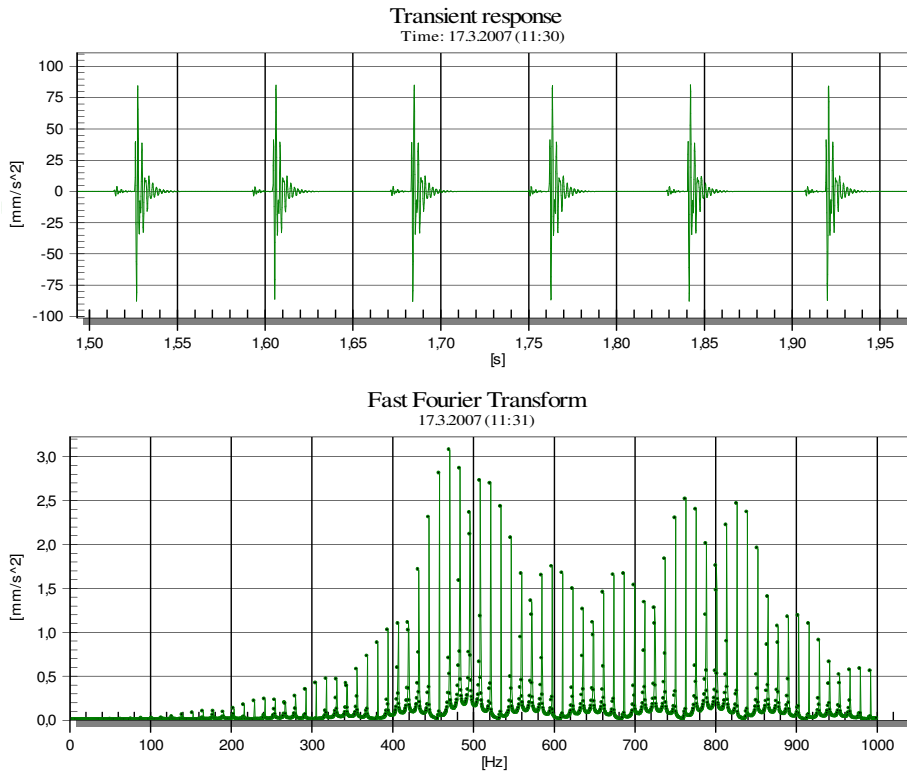 Transient response
Time: 17.3.2007 (11:30)
100
75
50
25
0
-25
-50
-75
-100
[mm/s^2]
1,50 1,55 1,60 1,65 1,70 1,75 1,80 1,85 1,90 1,95
[s]
Fast Fourier Transform
17.3.2007 (11:31)
3,0
2,5
2,0
1,5
1,0
0,5
0,0
[mm/s^2]
0 100 200 300 400 500 600 700 800 900 1000
[Hz]